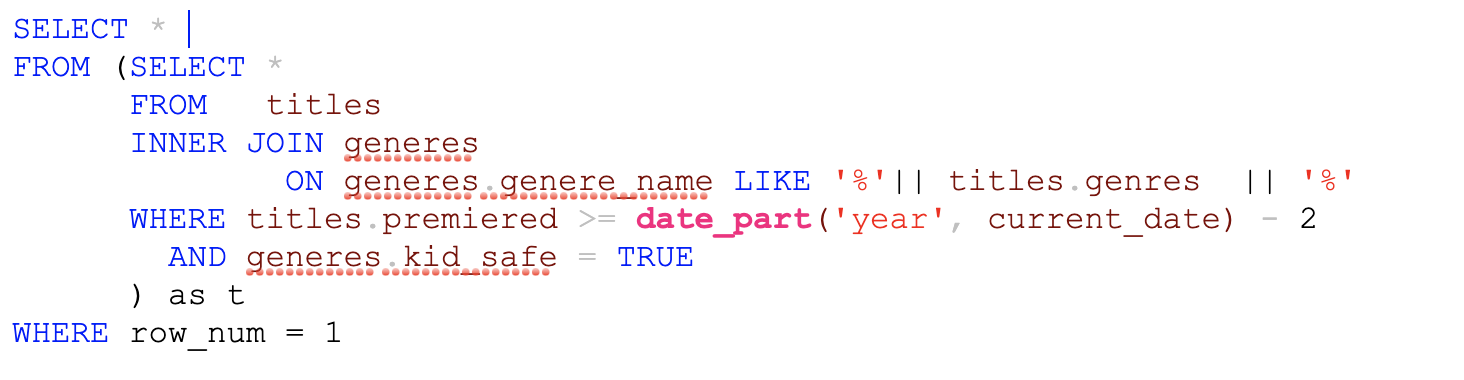 SELECT *
FROM (SELECT *
FROM titles
INNER JOIN generes
ON generes.genere_name LIKE '%'|| titles.genres || '%'
WHERE titles.premiered >= date_part('year', current_date) - 2
AND generes.kid_safe = TRUE
) as t
WHERE row_num = 1